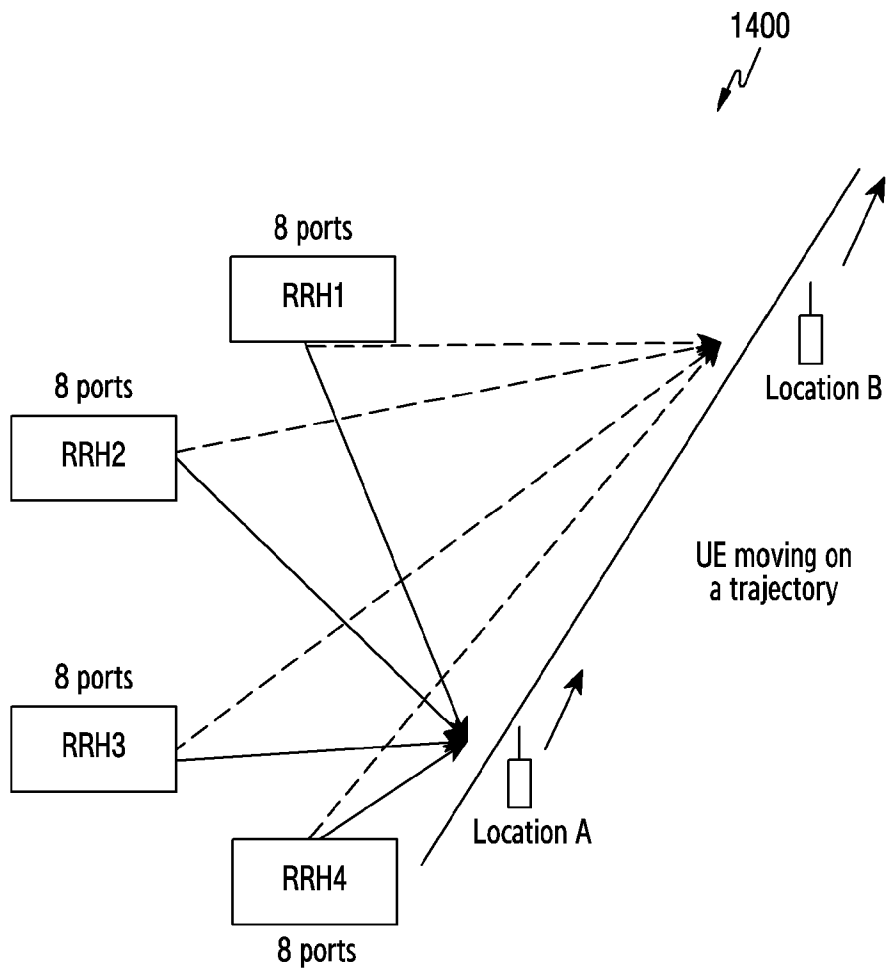 1400
8 ports
RRH1
8 ports
RRH2
Location B
UE moving on
a trajectory
8 ports
RRH3
Location A
RRH4
8 ports